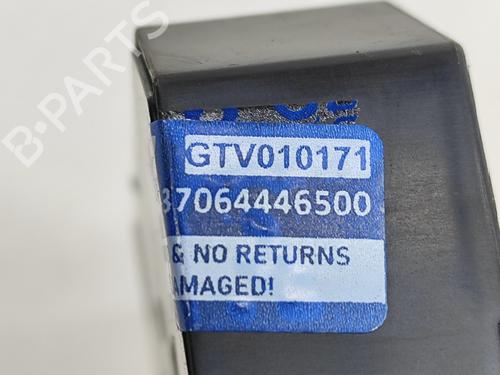 B-PARTS
GTV010171
37064446500
& NO RETURNS
AMAGED!